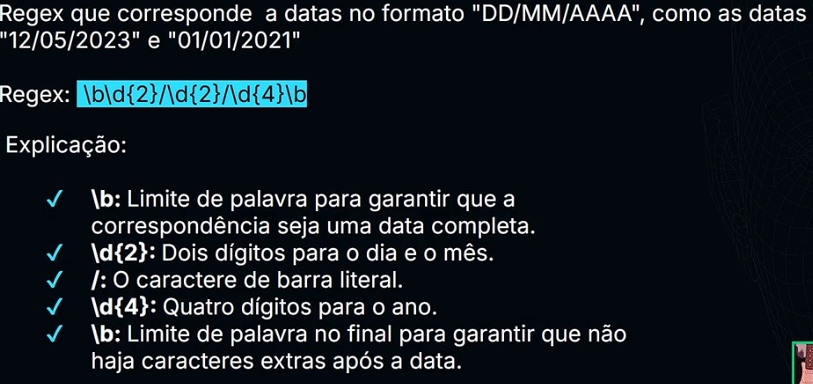 Regex que corresponde a datas no formato "DD/MM/AAAA", como as datas
"12/05/2023" e "01/01/2021"
Regex: \b\d{2}/\d{2}/\d{4}\b
Explicação:
✓ \b: Limite de palavra para garantir que a
correspondência seja uma data completa.
✓ \d{2}: Dois dígitos para o dia e o mês.
✓ /: O caractere de barra literal.
✓ \d{4}: Quatro dígitos para o ano.
✓ \b: Limite de palavra no final para garantir que não
haja caracteres extras após a data.